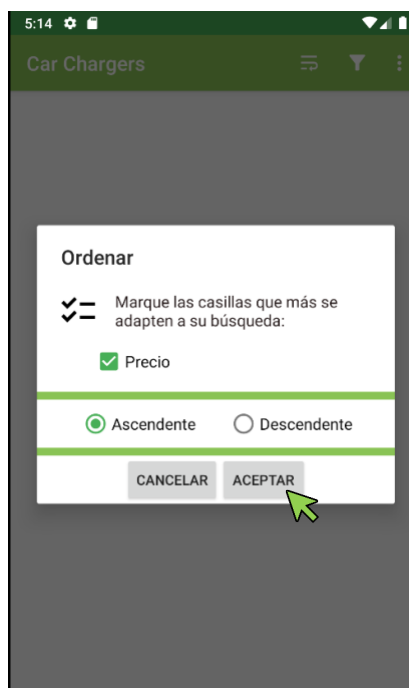 5:14
Car Chargers
Ordenar
Marque las casillas que más se
adapten a su búsqueda:
Precio
Ascendente Descendente
CANCELAR ACEPTAR